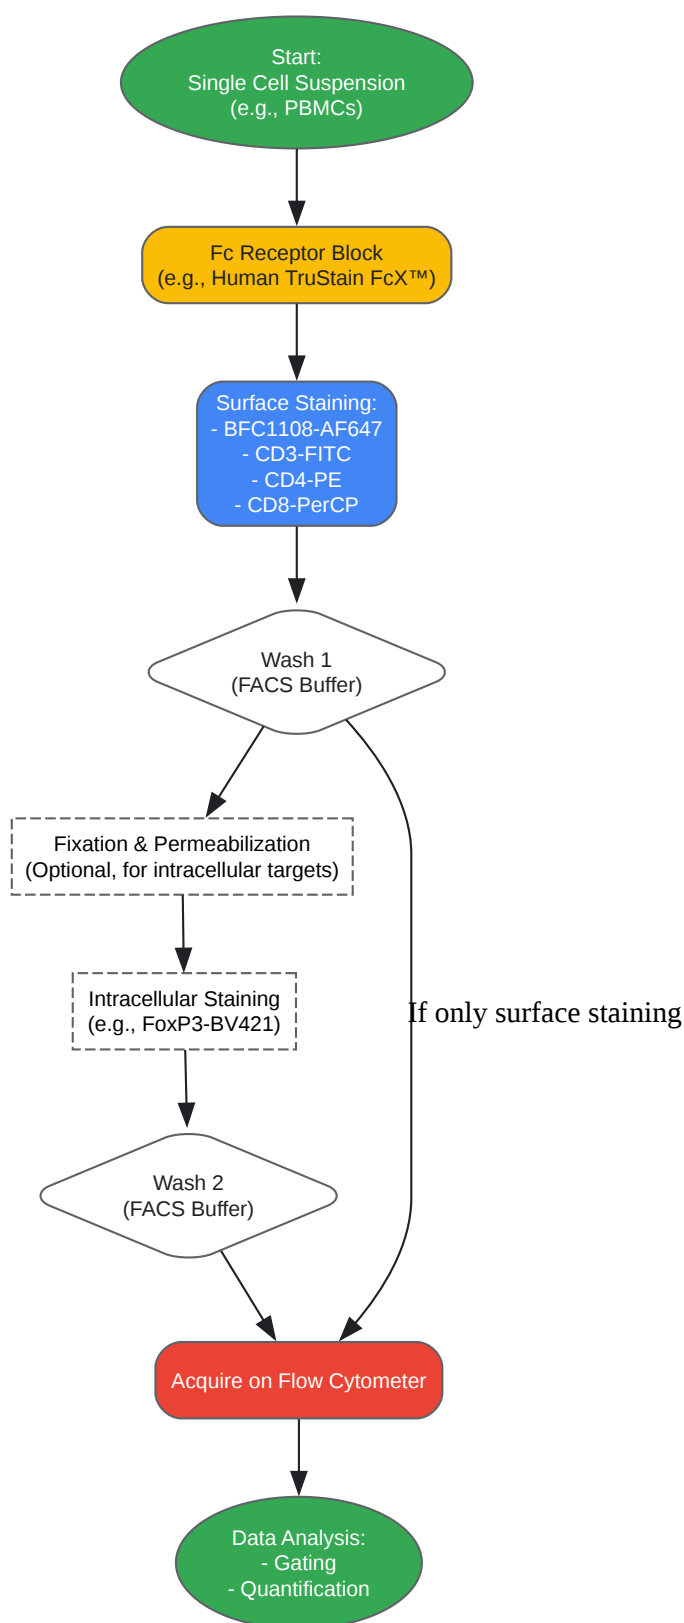 Start:
Single Cell Suspension
(e.g., PBMCs)
Fc Receptor Block
(e.g., Human TruStain FcX™)
Surface Staining:
- BFC1108-AF647
- CD3-FITC
- CD4-PE
- CD8-PerCP
Wash 1
(FACS Buffer)
Fixation & Permeabilization
(Optional, for intracellular targets)
Intracellular Staining
(e.g., FoxP3-BV421)
If only surface staining
Wash 2
(FACS Buffer)
Acquire on Flow Cytometer
Data Analysis:
- Gating
- Quantification